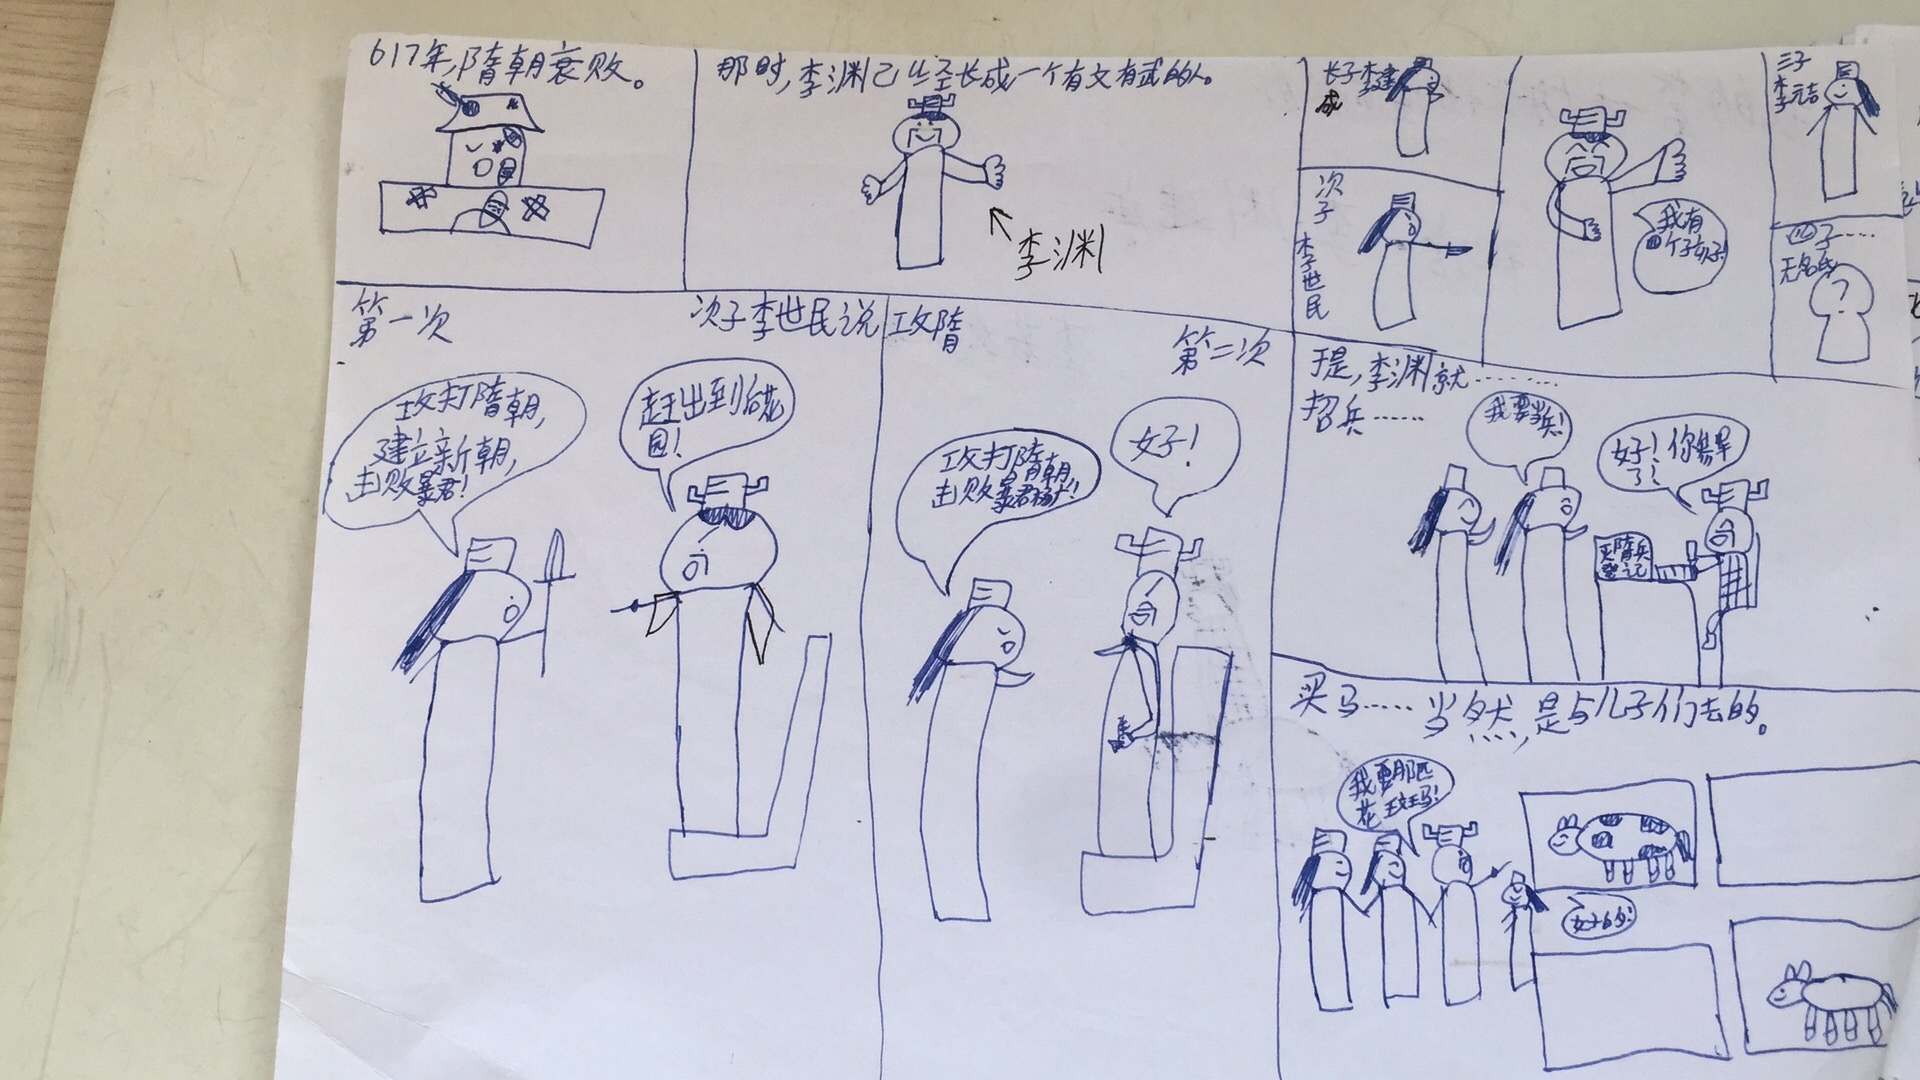 617年,隋朝衰败。
那时,李渊已经长成一个有文有武的人。
李渊
长子李建
成
次子
李世民
我有
四个子
三子
李元吉
四子……
无名氏
第一次
次子李世民说攻隋
攻打隋朝,
建立新朝,
击败暴君!
赶出到后花
园!
第二次
攻打隋朝
击败暴君杨广!
好!
于是,李渊就………
招兵……
我要当兵!
好!你
了!
隋兵
登记
买马……当然,是与儿子们去的。
我要那匹
花斑马!
好的!